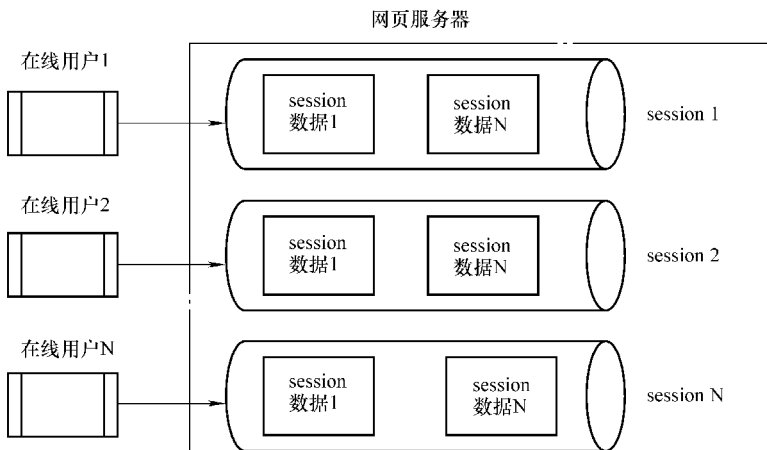 网页服务器
在线用户1
session
数据1
session
数据N
session 1
在线用户2
session
数据1
session
数据N
session 2
在线用户N
session
数据1
session
数据N
session N